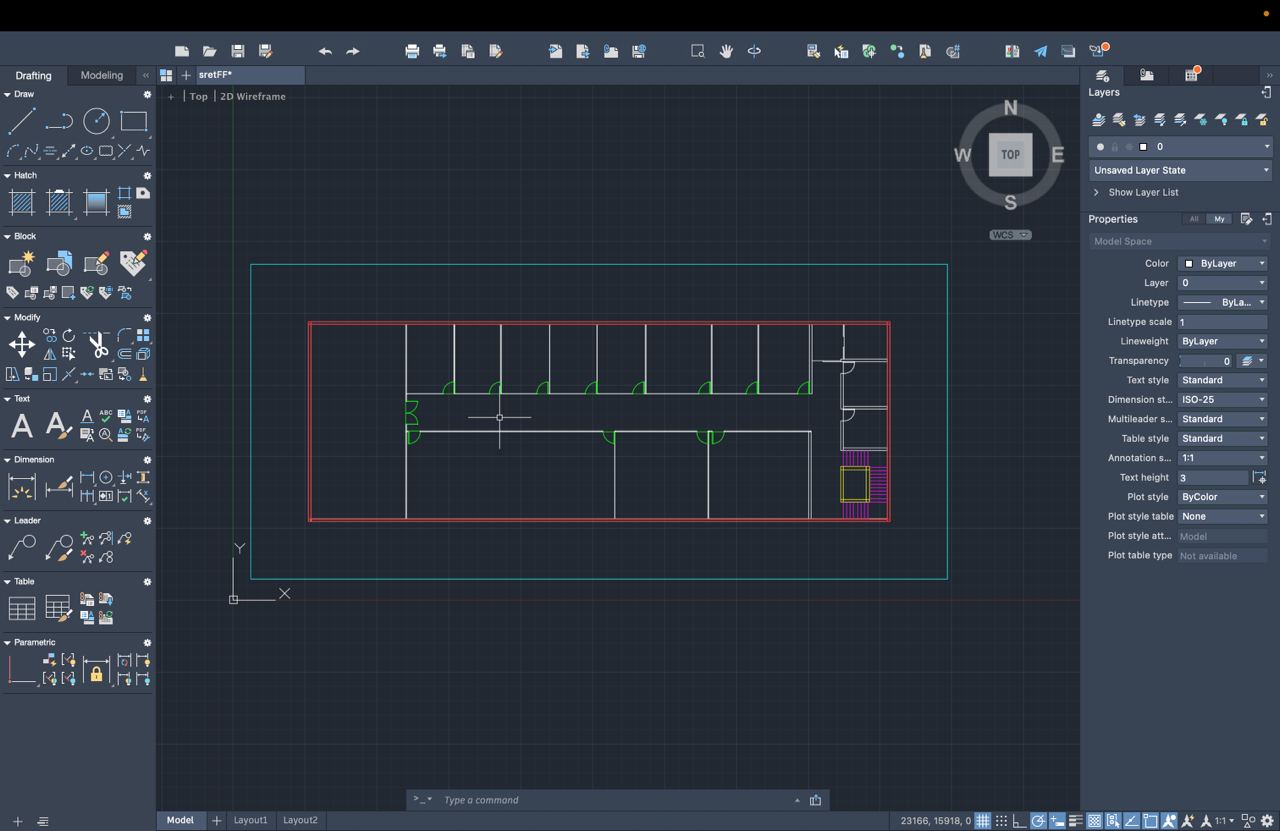 Drafting
Modeling
sretFF*
Draw
Top
2D Wireframe
N
W
TOP
E
S
WCS
Hatch
Block
Modify
Text
Dimension
Leader
Table
Parametric
Y
X
Layers
0
Unsaved Layer State
Show Layer List
Properties
All
My
Model Space
Color
ByLayer
Layer
0
Linetype
ByLa...
Linetype scale
1
Lineweight
ByLayer
Transparency
0
Text style
Standard
Dimension st...
ISO-25
Multileader s...
Standard
Table style
Standard
Annotation s...
1:1
Text height
3
Plot style
ByColor
Plot style table
None
Plot style att...
Model
Plot table type
Not available
>_
Type a command
Model
Layout1
Layout2
23166, 15918, 0
1:1